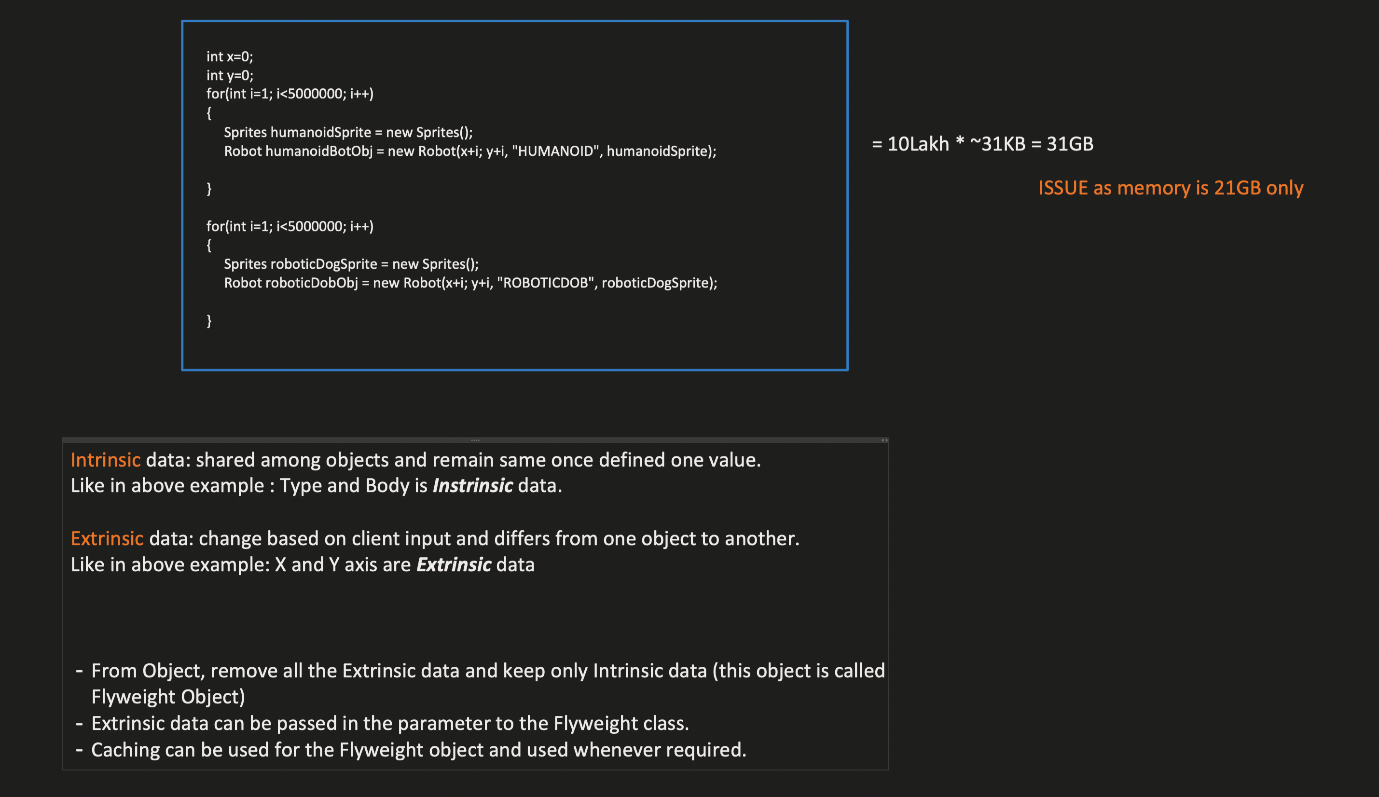 int x=0;
int y=0;
for(int i=1; i<5000000; i++)
{
Sprites humanoidSprite = new Sprites();
Robot humanoidBotObj = new Robot(x+i; y+i, "HUMANOID", humanoidSprite);
}
for(int i=1; i<5000000; i++)
{
Sprites roboticDogSprite = new Sprites();
Robot roboticDobObj = new Robot(x+i; y+i, "ROBOTICDOB", roboticDogSprite);
}
= 10Lakh * ~31KB = 31GB
ISSUE as memory is 21GB only
Intrinsic data: shared among objects and remain same once defined one value.
Like in above example : Type and Body is Instrinsic data.
Extrinsic data: change based on client input and differs from one object to another.
Like in above example: X and Y axis are Extrinsic data
- From Object, remove all the Extrinsic data and keep only Intrinsic data (this object is called
Flyweight Object)
- Extrinsic data can be passed in the parameter to the Flyweight class.
- Caching can be used for the Flyweight object and used whenever required.